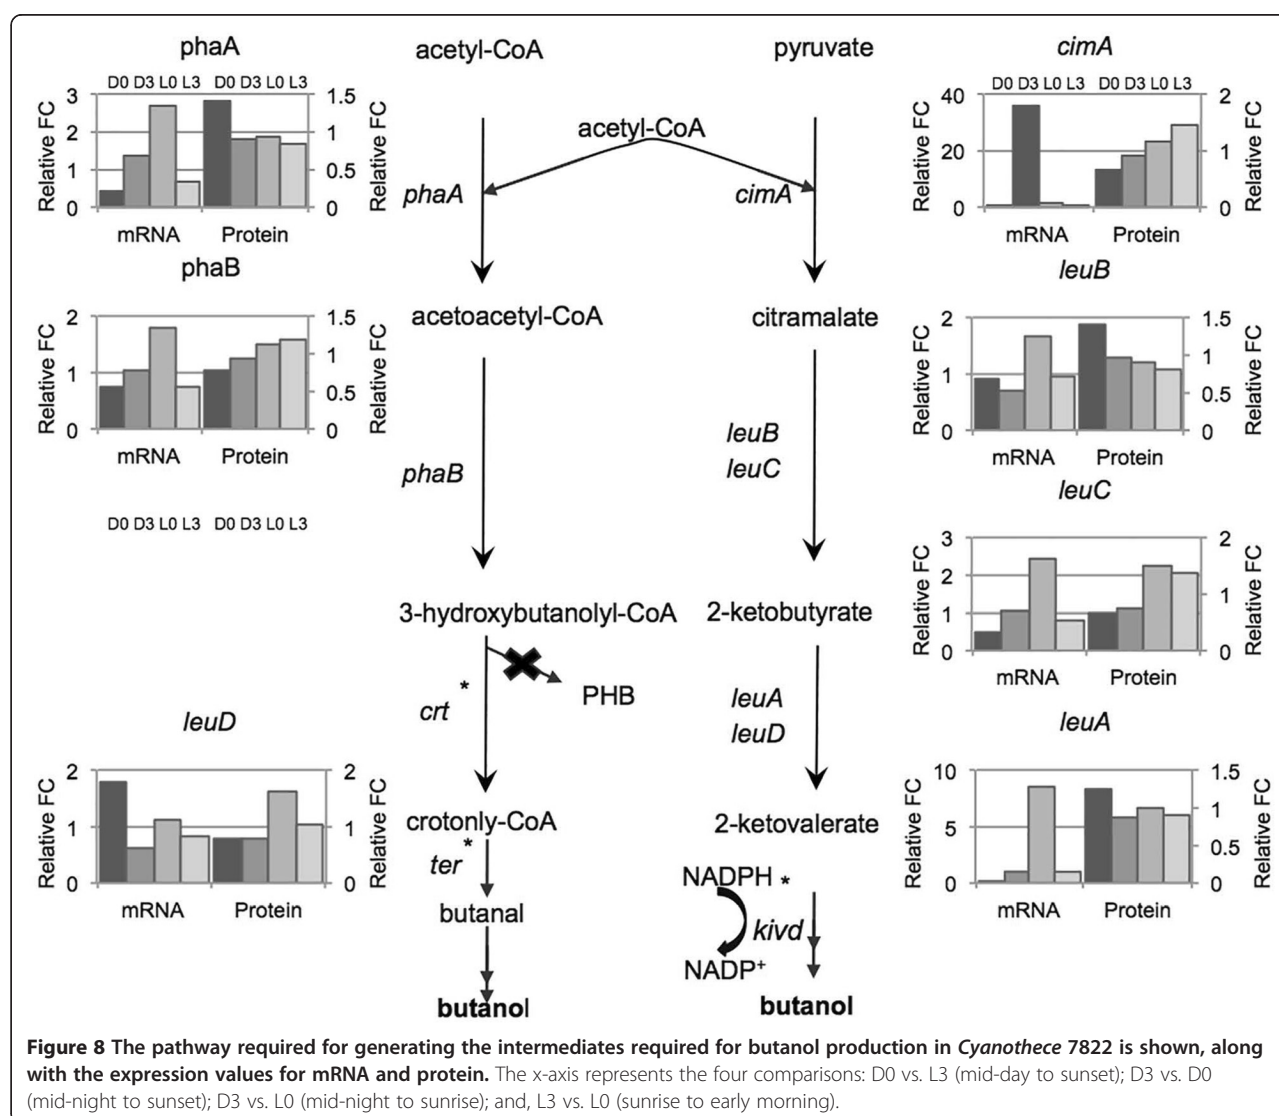 phaA
D0 D3 L0 L3 D0 D3 L0 L3
3 2 1 0
1.5 1 0.5 0
Relative FC
Relative FC
mRNA Protein
phaB
2 1 0
1.5 1 0.5 0
Relative FC
Relative FC
mRNA Protein
D0 D3 L0 L3 D0 D3 L0 L3
leuD
2 1 0
2 1 0
Relative FC
Relative FC
mRNA Protein
acetyl-CoA
pyruvate
acetyl-CoA
phaA
cimA
acetoacetyl-CoA
citramalate
phaB
leuB
leuC
3-hydroxybutanolyl-CoA
2-ketobutyrate
PHB
*
crt
leuA
leuD
crotonly-CoA
2-ketovalerate
*
ter
NADPH *
butanal
kivd
NADP+
butanol
butanol
cimA
D0 D3 L0 L3 D0 D3 L0 L3
40 20 0
2 1 0
Relative FC
Relative FC
mRNA Protein
leuB
2 1 0
1.5 1 0.5 0
Relative FC
Relative FC
mRNA Protein
leuC
3 2 1 0
2 1 0
Relative FC
Relative FC
mRNA Protein
leuA
10 5 0
1.5 1 0.5 0
Relative FC
Relative FC
mRNA Protein
Figure 8 The pathway required for generating the intermediates required for butanol production in Cyanothece 7822 is shown, along
with the expression values for mRNA and protein. The x-axis represents the four comparisons: D0 vs. L3 (mid-day to sunset); D3 vs. D0
(mid-night to sunset); D3 vs. L0 (mid-night to sunrise); and, L3 vs. L0 (sunrise to early morning).